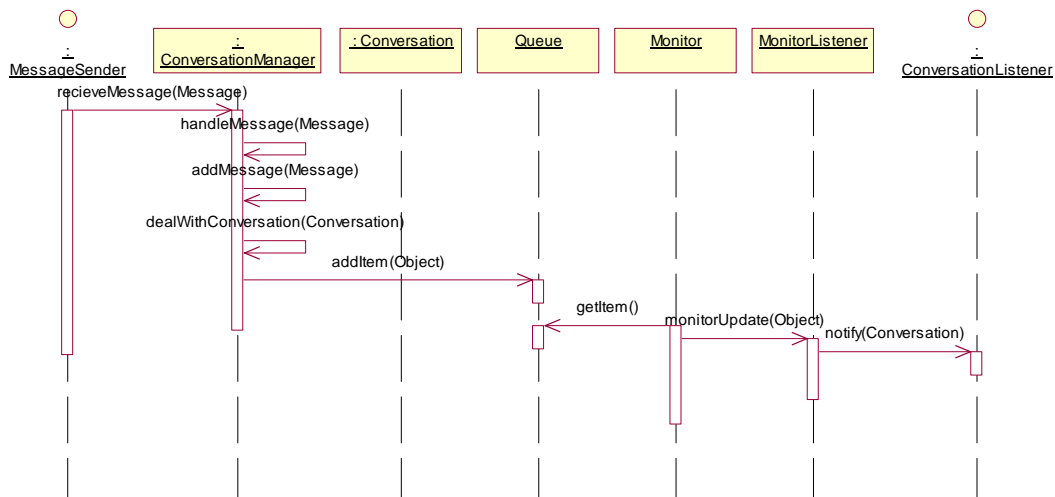 :
MessageSender
:
ConversationManager
: Conversation
Queue
Monitor
MonitorListener
:
ConversationListener
recieveMessage(Message)
handleMessage(Message)
addMessage(Message)
dealWithConversation(Conversation)
addItem(Object)
getItem()
monitorUpdate(Object)
notify(Conversation)